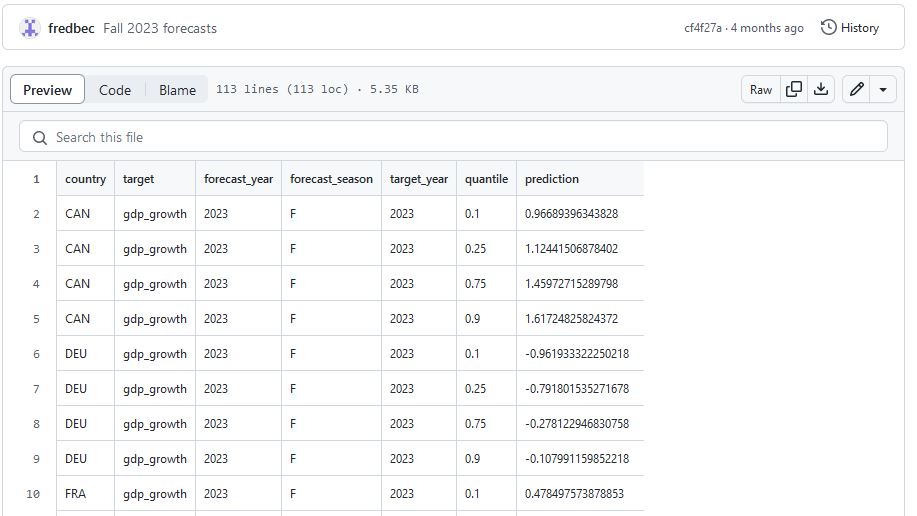 fredbec Fall 2023 forecasts cf4f27a · 4 months ago History
Preview Code Blame 113 lines (113 loc) · 5.35 KB Raw
Search this file
1 country target forecast_year forecast_season target_year quantile prediction
2 CAN gdp_growth 2023 F 2023 0.1 0.96689396343828
3 CAN gdp_growth 2023 F 2023 0.25 1.12441506878402
4 CAN gdp_growth 2023 F 2023 0.75 1.45972715289798
5 CAN gdp_growth 2023 F 2023 0.9 1.61724825824372
6 DEU gdp_growth 2023 F 2023 0.1 -0.961933322250218
7 DEU gdp_growth 2023 F 2023 0.25 -0.791801535271678
8 DEU gdp_growth 2023 F 2023 0.75 -0.278122946830758
9 DEU gdp_growth 2023 F 2023 0.9 -0.107991159852218
10 FRA gdp_growth 2023 F 2023 0.1 0.478497573878853